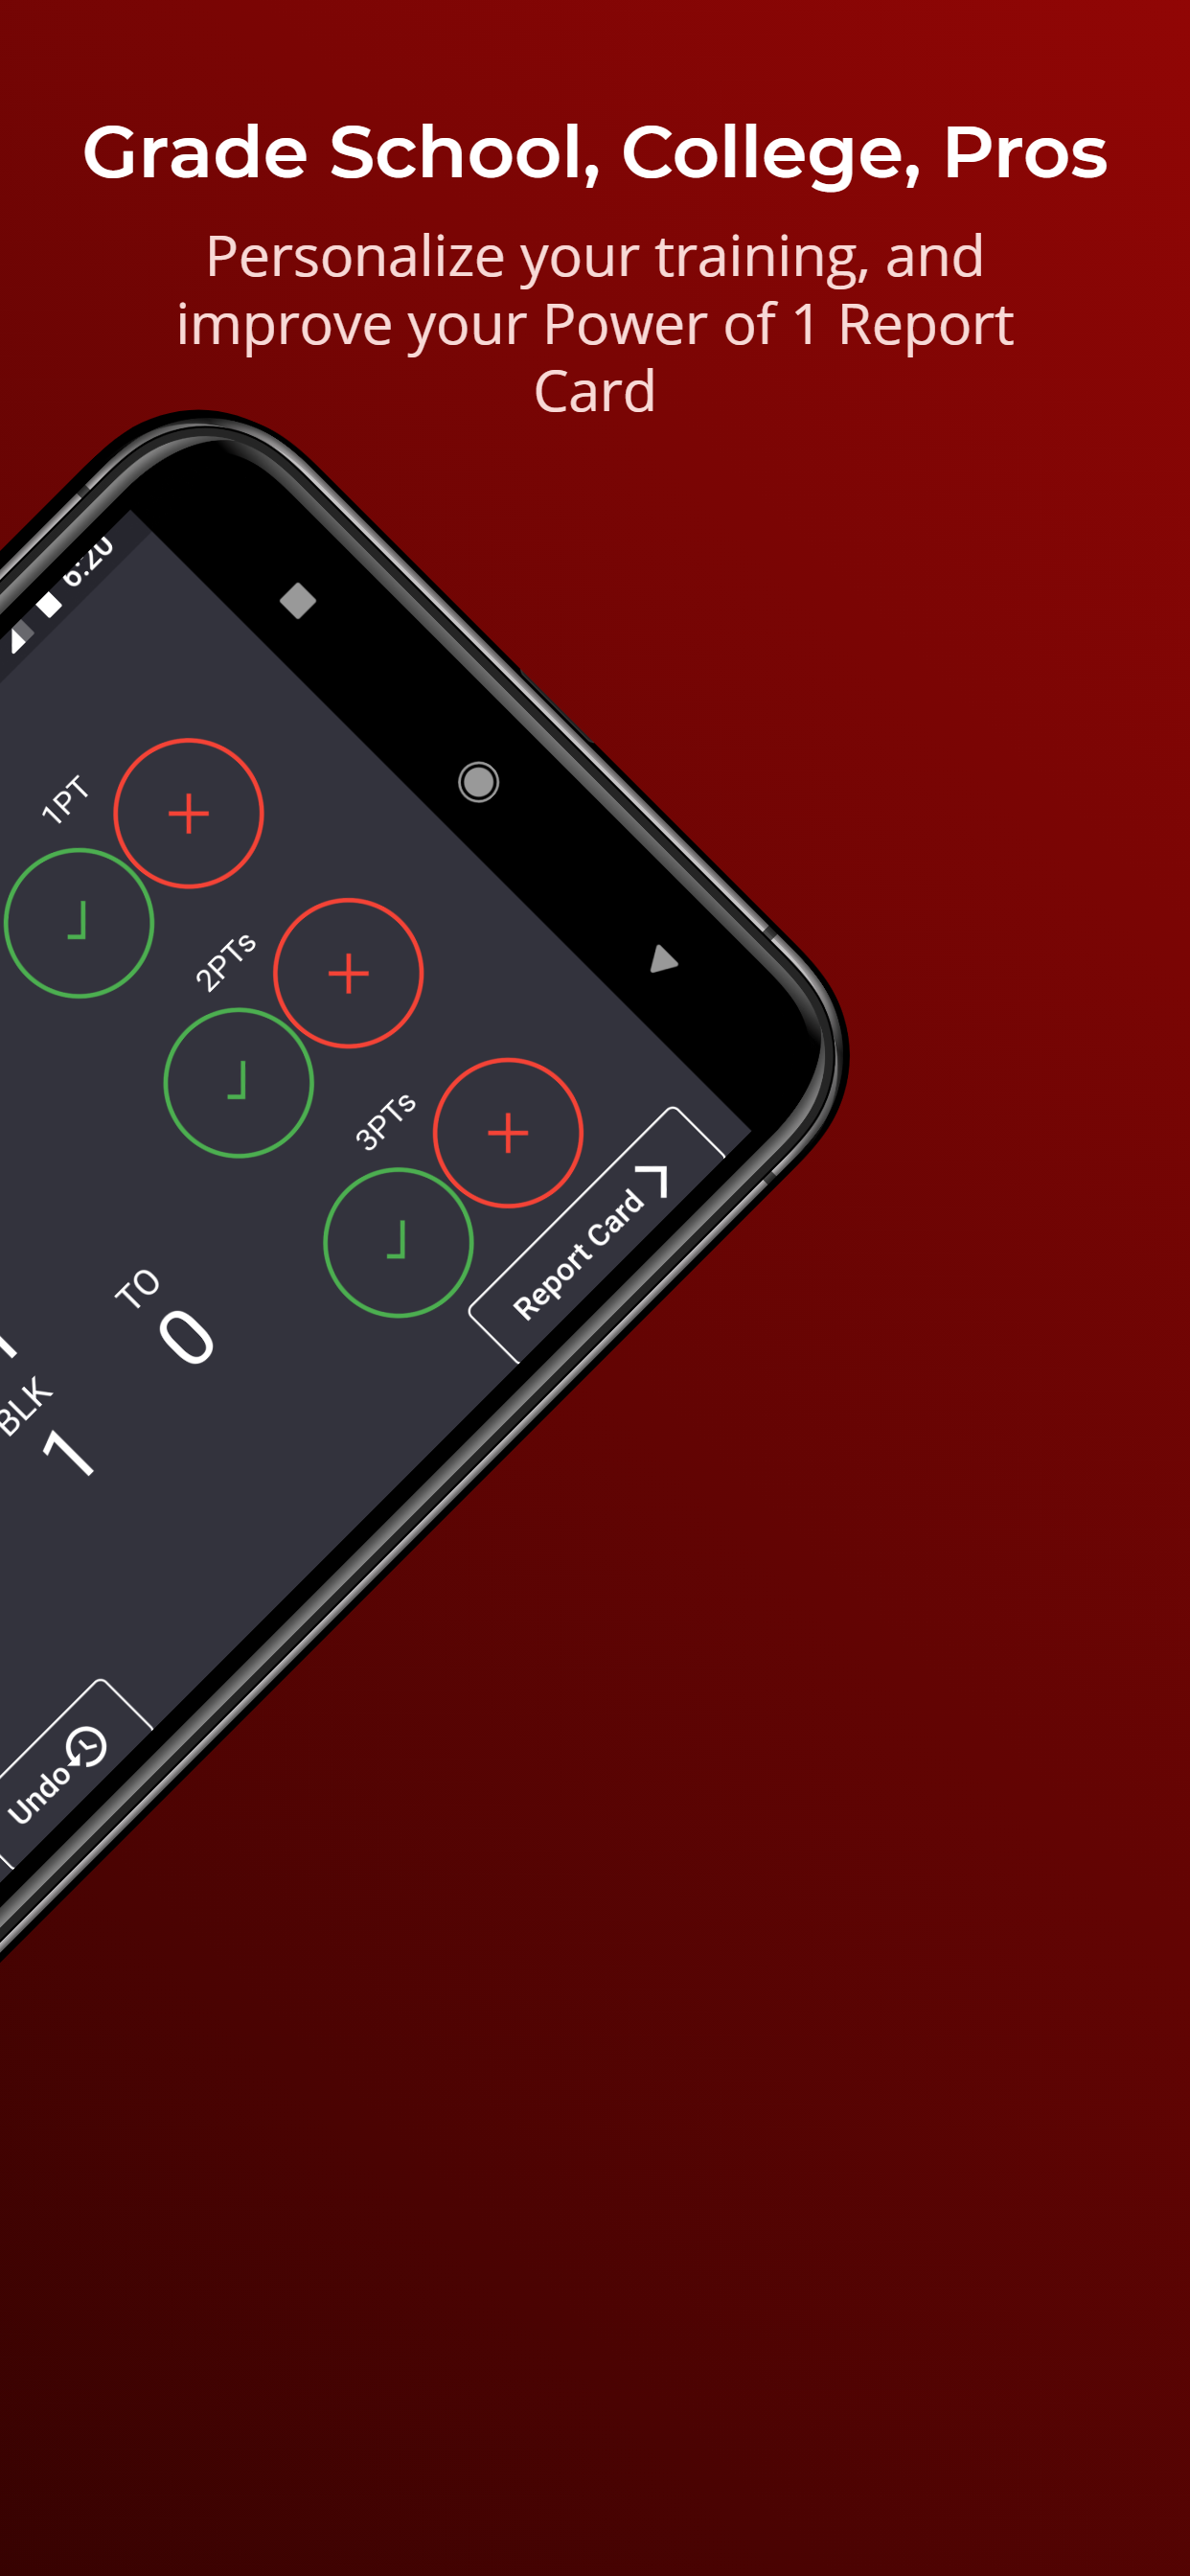 Grade School, College, Pros
Personalize your training, and
improve your Power of 1 Report
Card
6:20
1PT
2PTs
3PTs
TO
0
BLK
1
Report Card
Undo